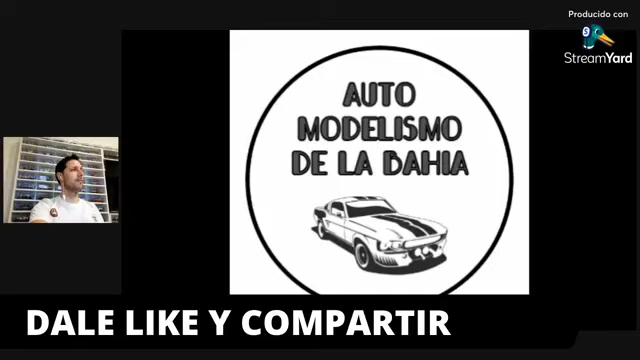 Producido con
StreamYard
AUTO
MODELISMO
DE LA BAHIA
DALE LIKE Y COMPARTIR